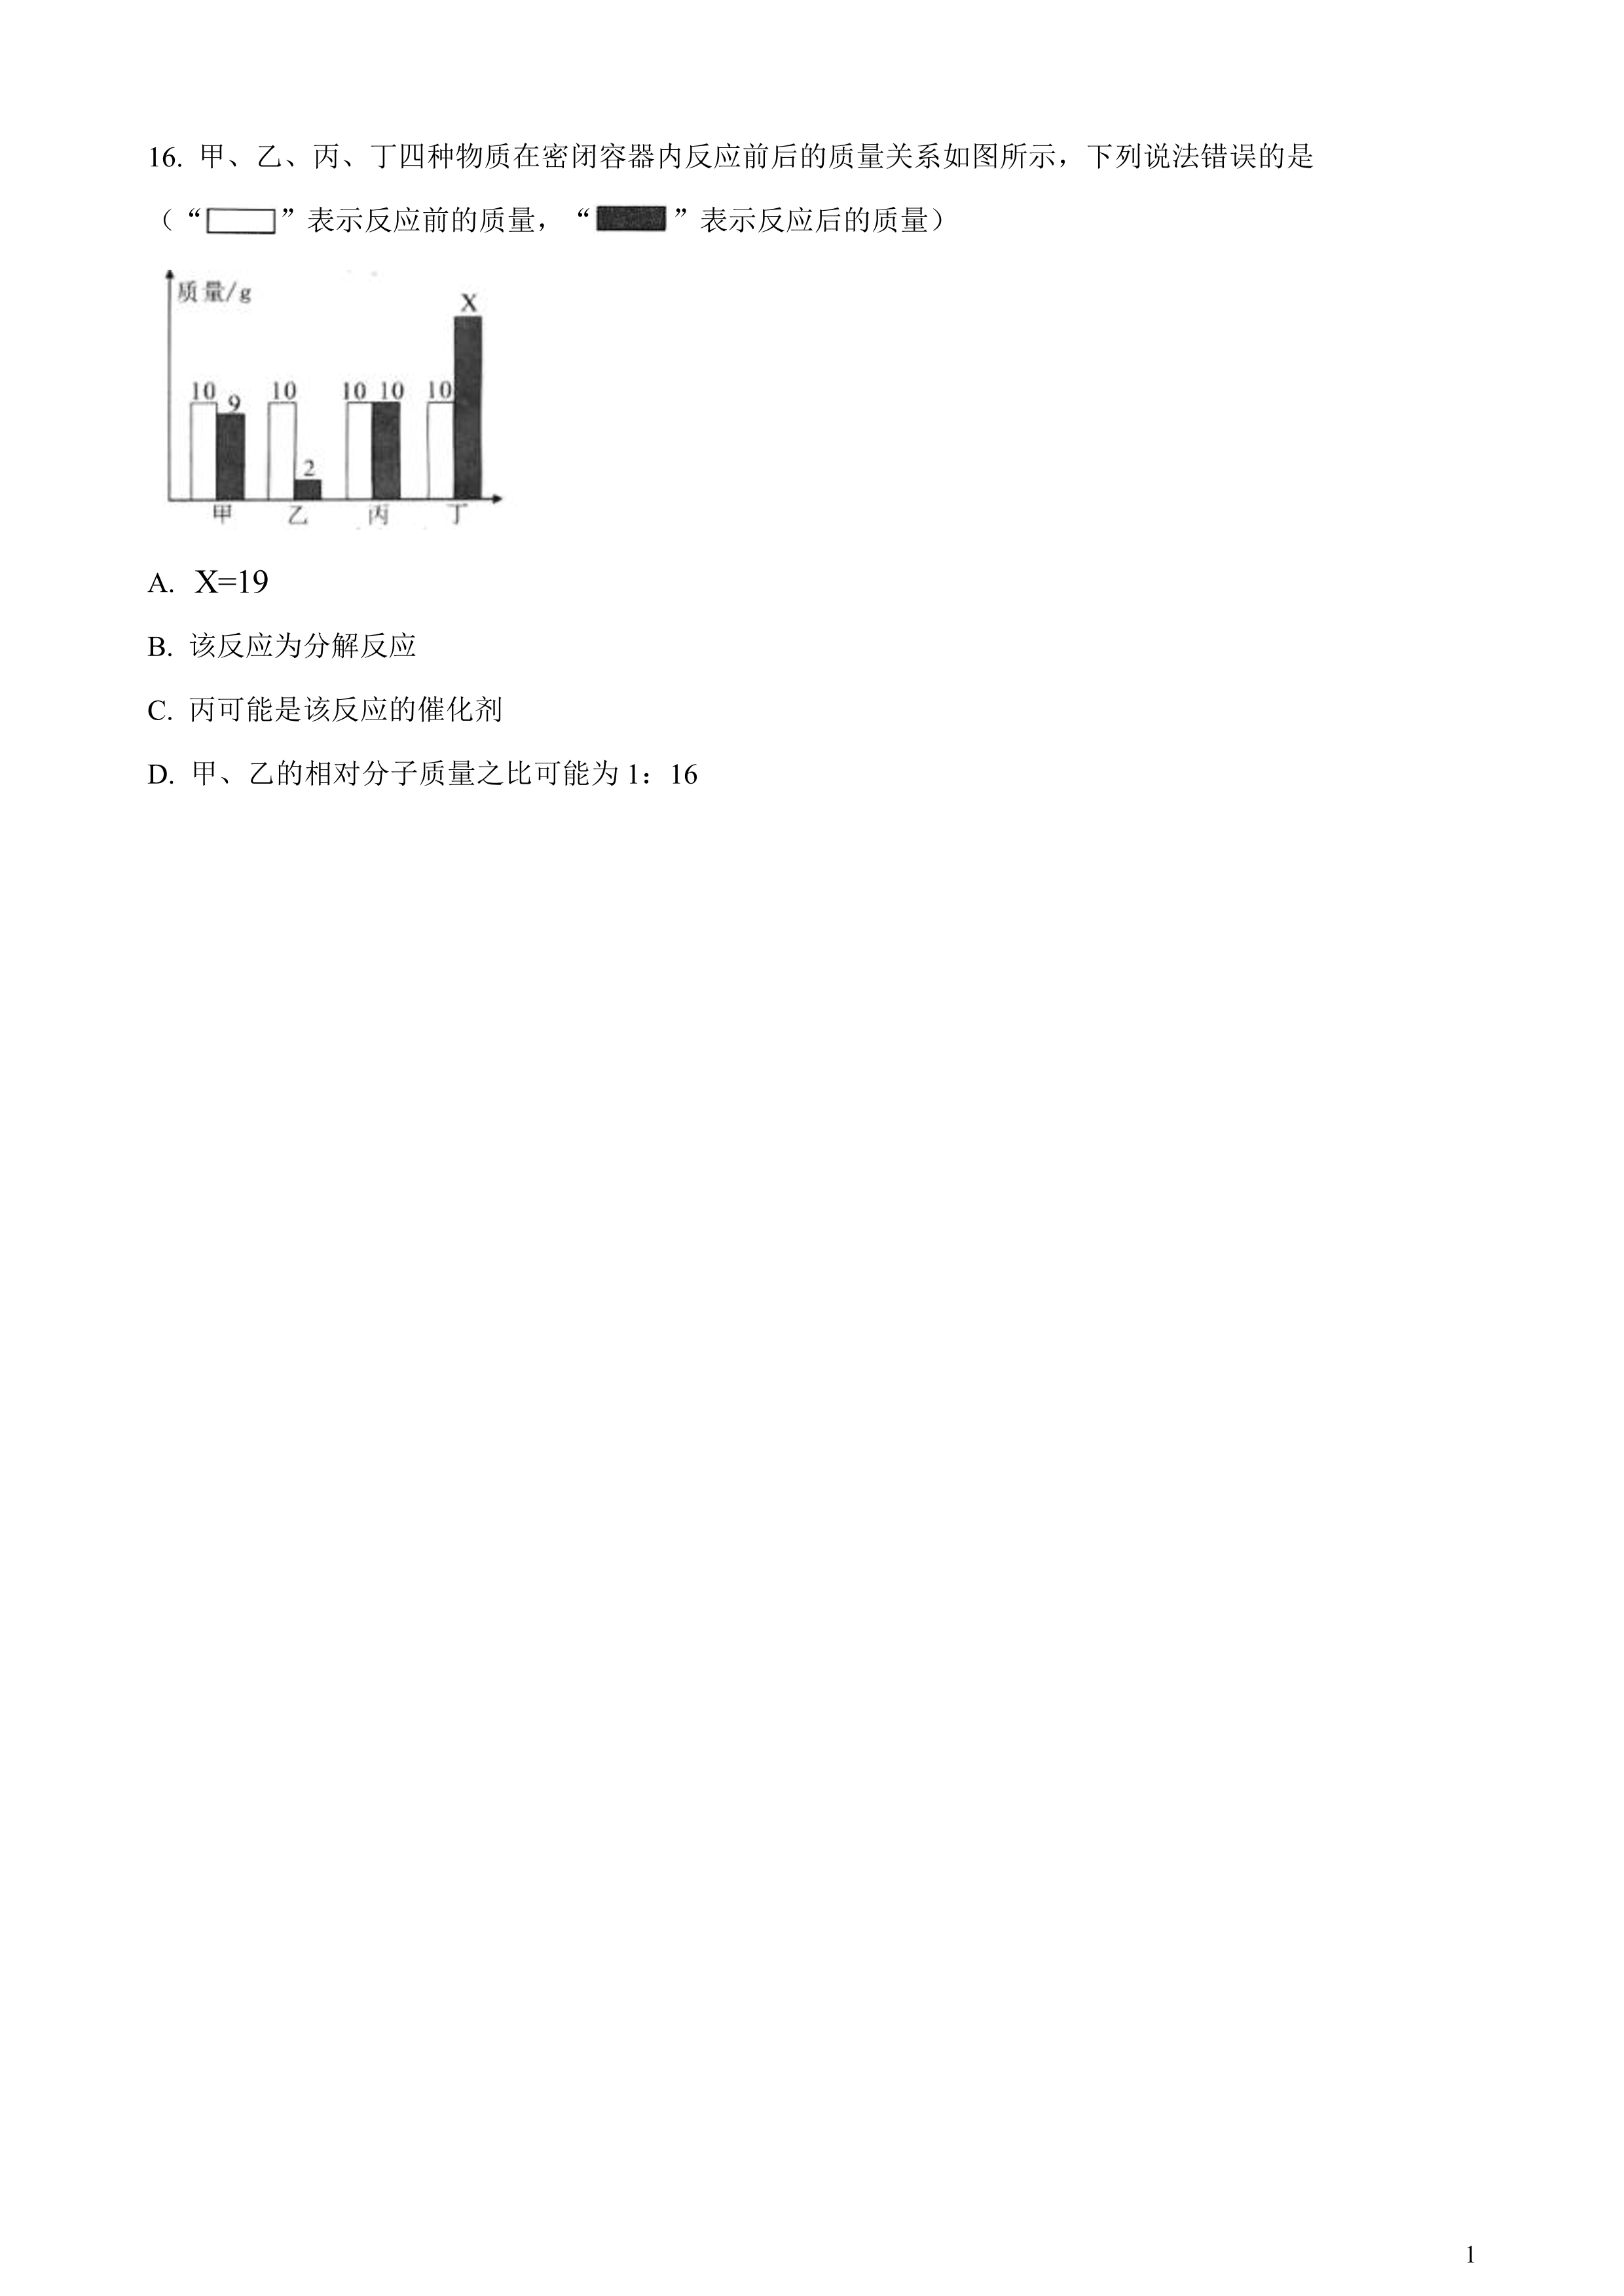 16. 甲、乙、丙、丁四种物质在密闭容器内反应前后的质量关系如图所示，下列说法错误的是
（“ ”表示反应前的质量，“ ”表示反应后的质量）
质量/g
X
10 9 10 10 10 10
2
甲 乙 丙 丁
A. X=19
B. 该反应为分解反应
C. 丙可能是该反应的催化剂
D. 甲、乙的相对分子质量之比可能为 1：16
1